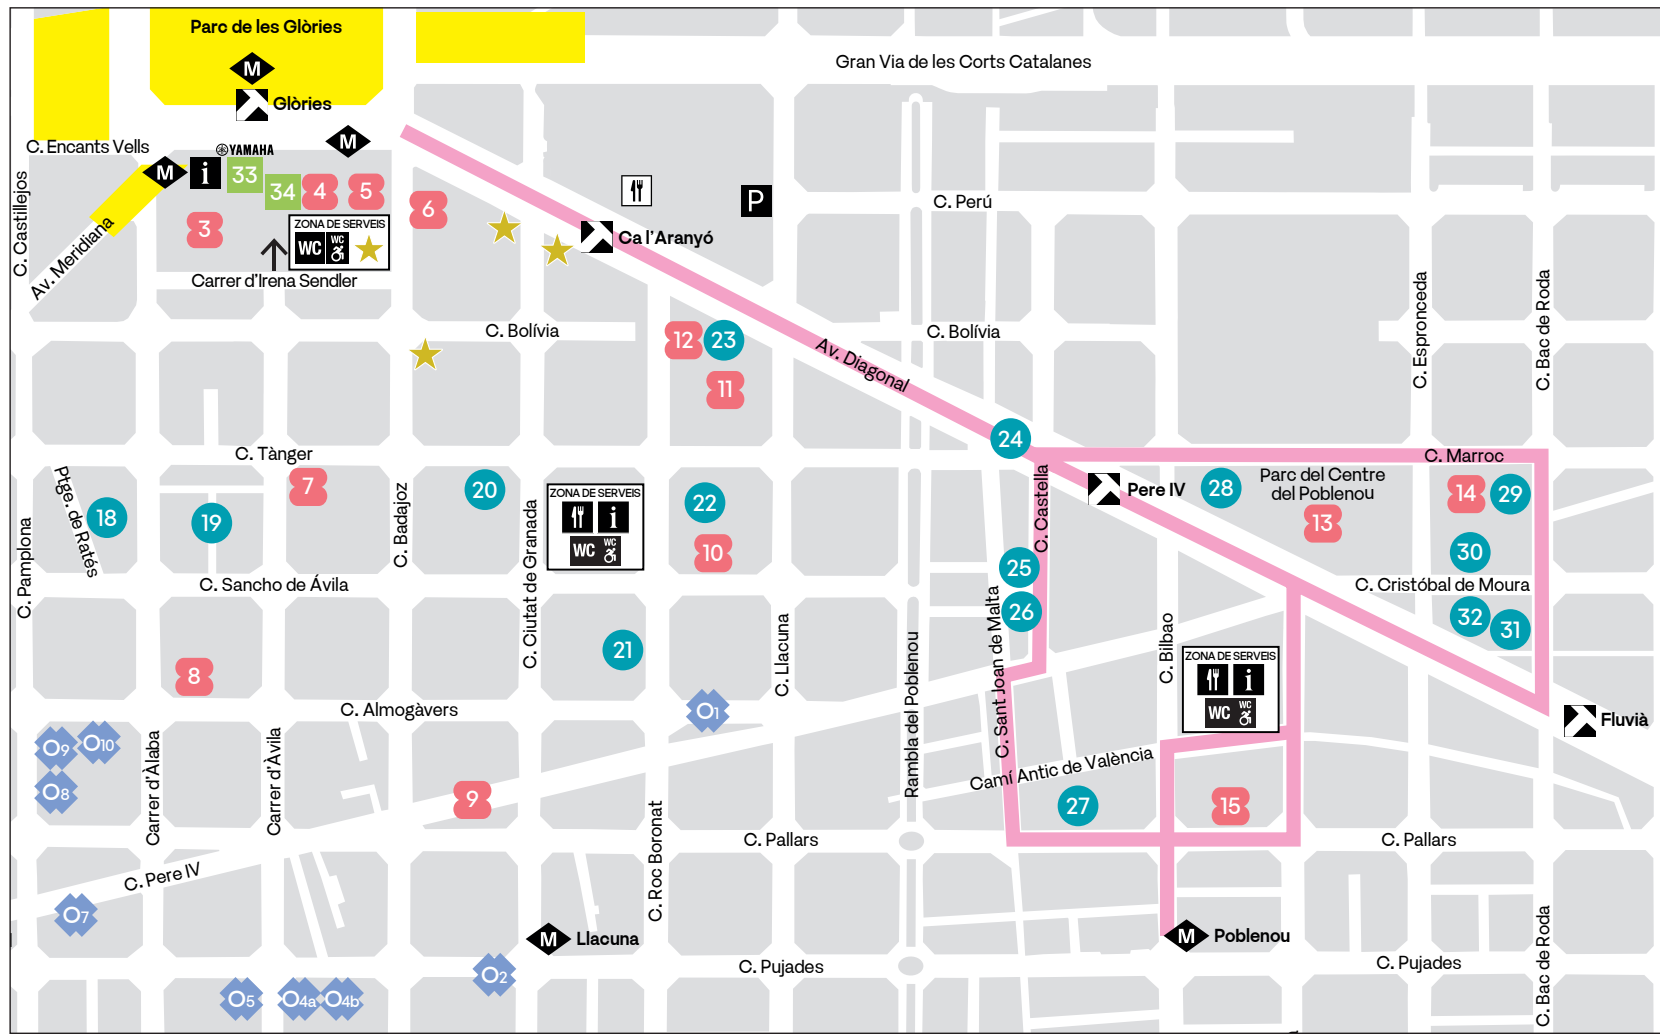 Parc de les Glòries
M
Glòries
Gran Via de les Corts Catalanes
C. Encants Vells
M
M
i
YAMAHA
33
34
4
5
6
3
P
C. Perú
C. Castillejos
Av. Meridiana
ZONA DE SERVEIS
WC
WC
Carrer d'Irena Sendler
Ca l'Aranyó
C. Bolívia
12
23
11
C. Bolívia
Av. Diagonal
C. Espronceda
C. Bac de Roda
24
C. Tànger
C. Marroc
Ptge. de Ratés
18
19
7
C. Badajoz
20
C. Ciutat de Granada
ZONA DE SERVEIS
i
WC
WC
22
10
C. Castella
Pere IV
28
Parc del Centre
del Poblenou
13
14
29
30
C. Pamplona
C. Sancho de Ávila
25
26
C. Cristóbal de Moura
32
31
8
21
C. Llacuna
Rambla del Poblenou
C. Sant Joan de Malta
C. Bilbao
ZONA DE SERVEIS
i
WC
WC
C. Almogàvers
O1
Fluvià
O9
O10
O8
Carrer d'Àlaba
Carrer d'Àvila
9
Camí Antic de València
27
15
C. Pallars
C. Pallars
C. Pere IV
C. Roc Boronat
O7
M
Llacuna
M
Poblenou
O2
C. Pujades
C. Pujades
C. Bac de Roda
O5
O4a
O4b